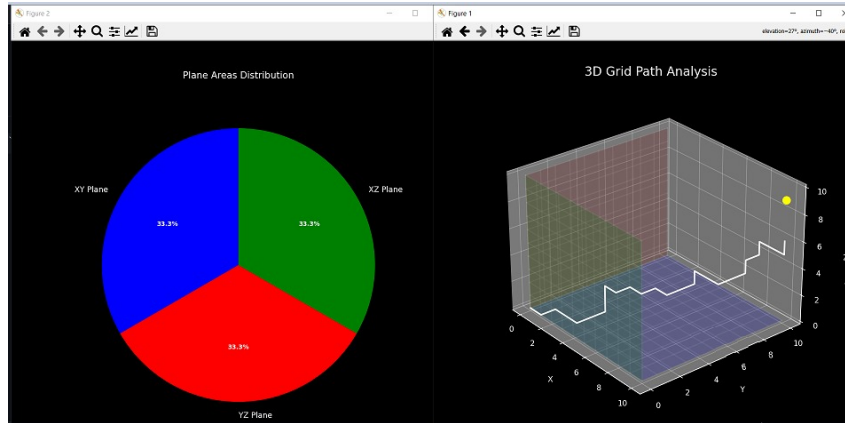 Figure 2
Plane Areas Distribution
XY Plane
XZ Plane
33.3%
33.3%
33.3%
YZ Plane
Figure 1
elevation=27°, azimuth=-40°, ro
3D Grid Path Analysis
10
8
6
4
2
0
0
2
4
6
8
10
X
0
2
4
6
8
10
Y